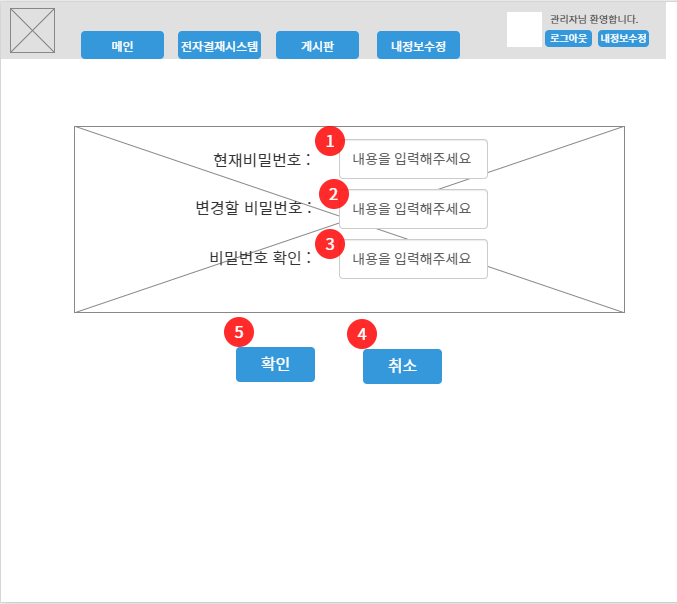 관리자님 환영합니다.
메인 전자결재시스템 게시판 내정보수정 로그아웃 내정보수정
1
현재비밀번호 : 내용을 입력해주세요
2
변경할 비밀번호 : 내용을 입력해주세요
3
비밀번호 확인 : 내용을 입력해주세요
5 4
확인 취소